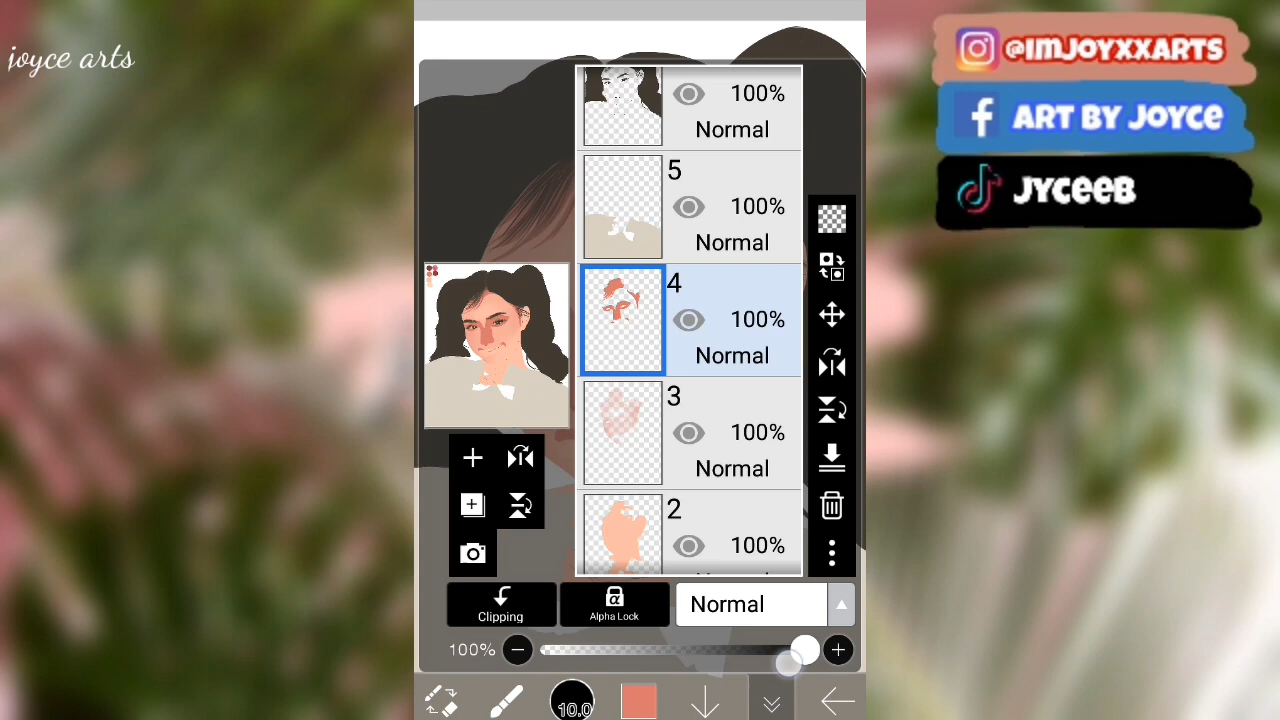 joyce arts
@IMJOYXXARTS
ART BY JOYCE
JYCEEB
100%
Normal
5
100%
Normal
4
100%
Normal
3
100%
Normal
2
100%
Clipping
α
Alpha Lock
Normal
100%
10.0